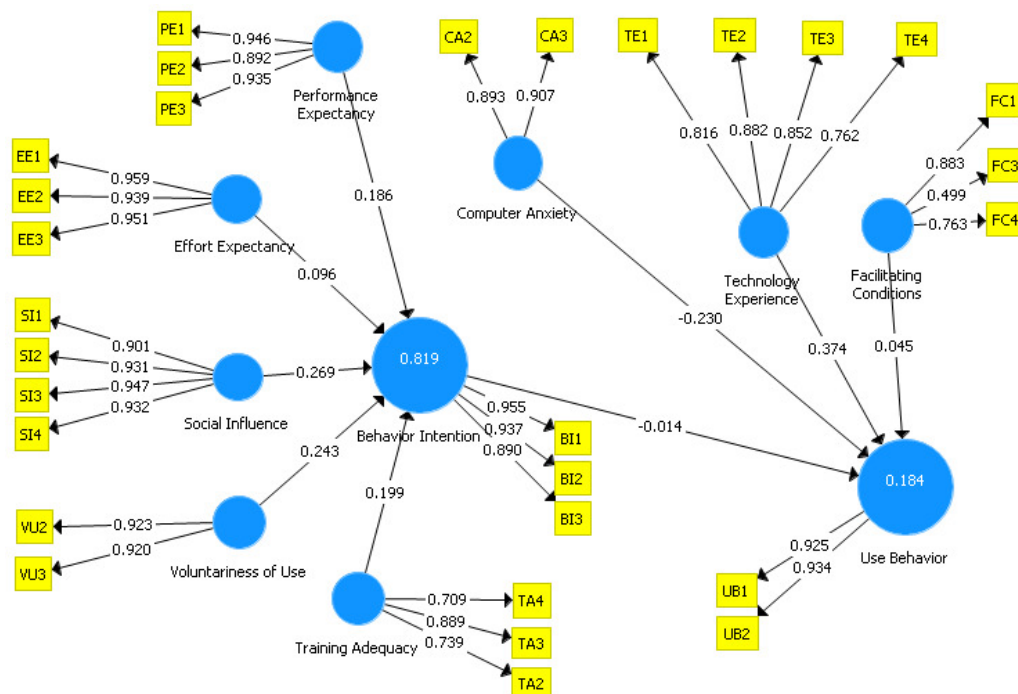 PE1
0.946
PE2
0.892
PE3
0.935
Performance
Expectancy
0.186
CA2
CA3
0.893
0.907
Computer Anxiety
-0.230
TE1
TE2
TE3
TE4
0.816
0.882
0.852
0.762
Technology
Experience
0.374
FC1
FC3
FC4
0.883
0.499
0.763
Facilitating
Conditions
0.045
EE1
EE2
EE3
0.959
0.939
0.951
Effort Expectancy
0.096
SI1
SI2
SI3
SI4
0.901
0.931
0.947
0.932
Social Influence
0.269
0.819
Behavior Intention
0.955
0.937
0.890
BI1
BI2
BI3
-0.014
0.243
0.199
VU2
VU3
0.923
0.920
Voluntariness of Use
Training Adequacy
0.709
0.889
0.739
TA4
TA3
TA2
0.184
Use Behavior
0.925
0.934
UB1
UB2